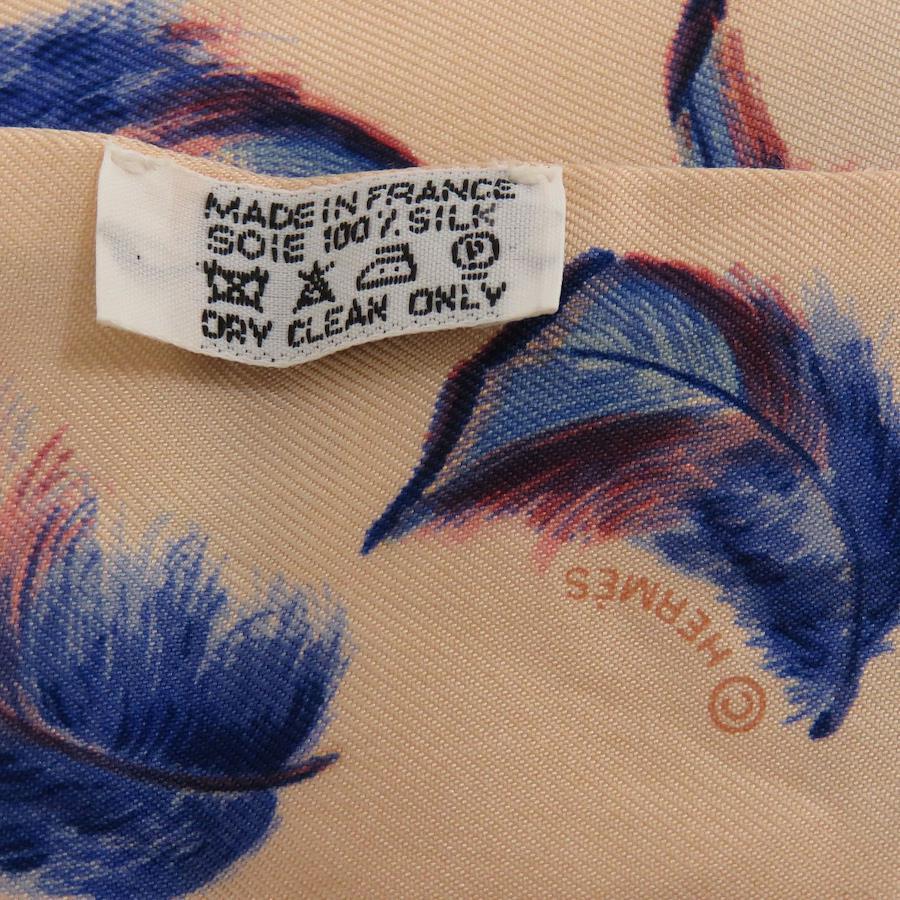 MADE IN FRANCE
SOIE 100% SILK
P
DRY CLEAN ONLY
© HERMÈS